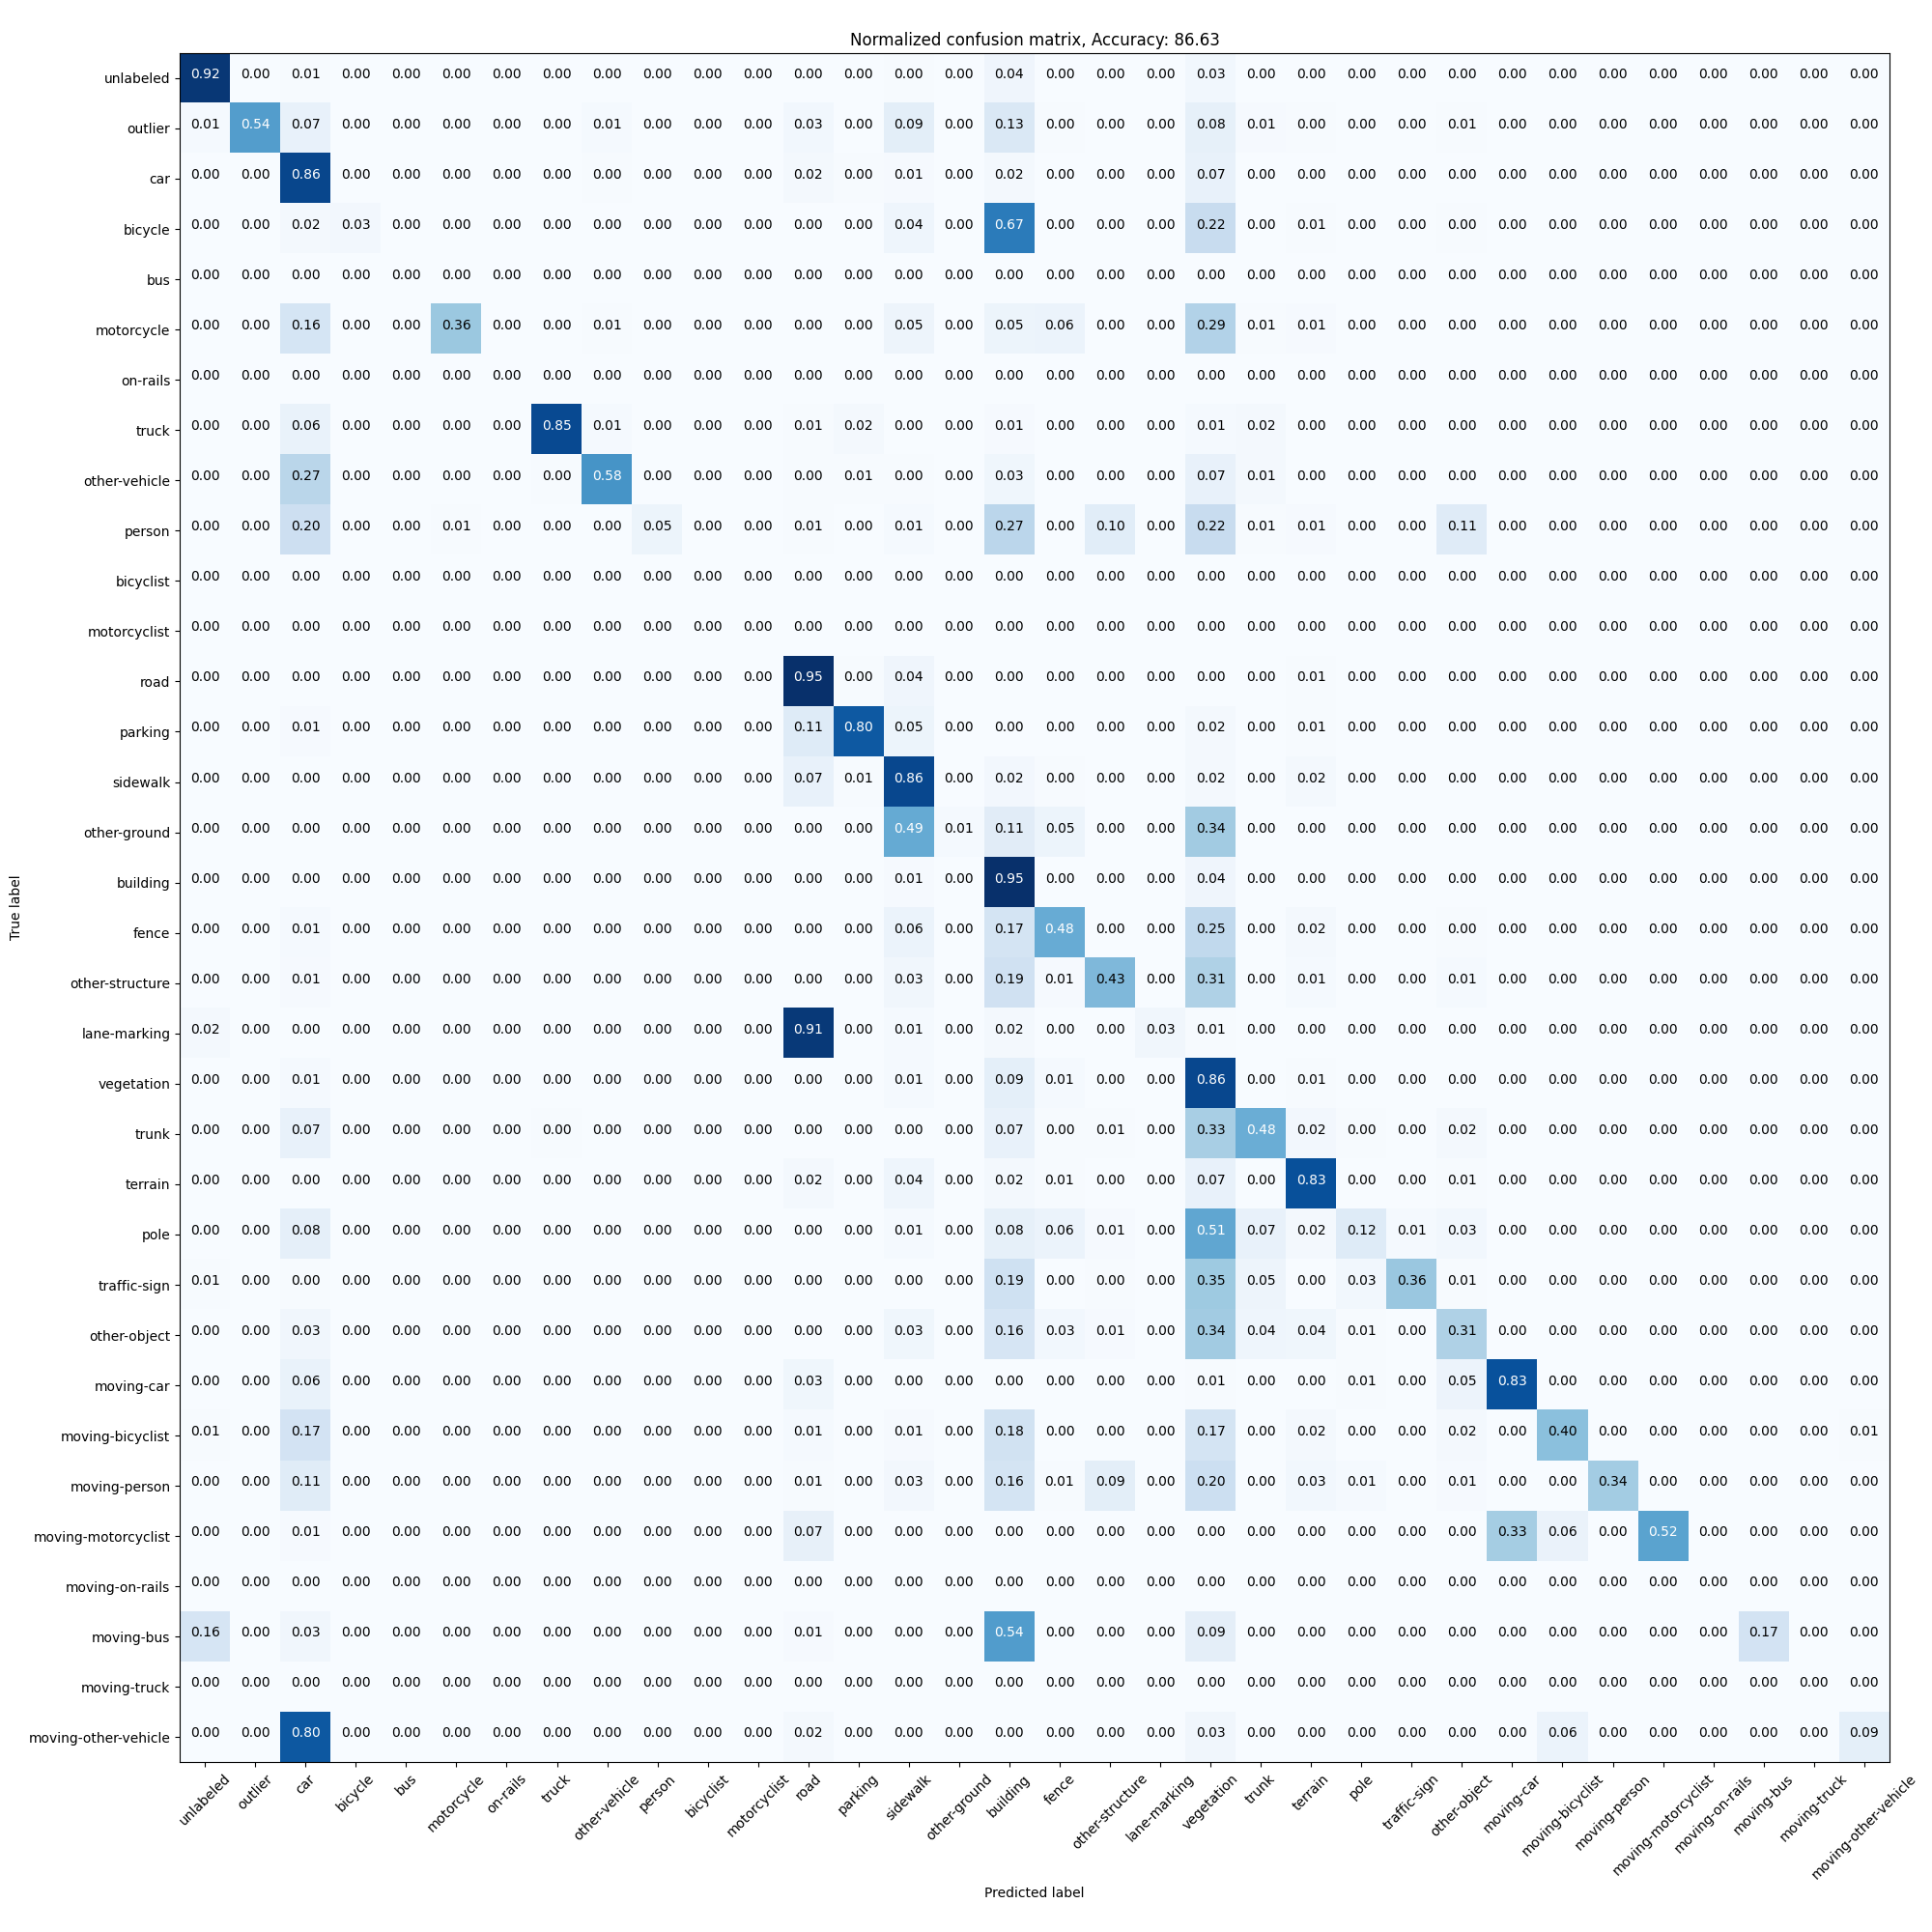 Normalized confusion matrix, Accuracy: 86.63
True label
unlabeled 0.92 0.00 0.01 0.00 0.00 0.00 0.00 0.00 0.00 0.00 0.00 0.00 0.00 0.00 0.00 0.00 0.04 0.00 0.00 0.00 0.03 0.00 0.00 0.00 0.00 0.00 0.00 0.00 0.00 0.00 0.00 0.00 0.00 0.00
outlier 0.01 0.54 0.07 0.00 0.00 0.00 0.00 0.00 0.01 0.00 0.00 0.00 0.03 0.00 0.09 0.00 0.13 0.00 0.00 0.00 0.08 0.01 0.00 0.00 0.00 0.01 0.00 0.00 0.00 0.00 0.00 0.00 0.00 0.00
car 0.00 0.00 0.86 0.00 0.00 0.00 0.00 0.00 0.00 0.00 0.00 0.00 0.02 0.00 0.01 0.00 0.02 0.00 0.00 0.00 0.07 0.00 0.00 0.00 0.00 0.00 0.00 0.00 0.00 0.00 0.00 0.00 0.00 0.00
bicycle 0.00 0.00 0.02 0.03 0.00 0.00 0.00 0.00 0.00 0.00 0.00 0.00 0.00 0.00 0.04 0.00 0.67 0.00 0.00 0.00 0.22 0.00 0.01 0.00 0.00 0.00 0.00 0.00 0.00 0.00 0.00 0.00 0.00 0.00
bus 0.00 0.00 0.00 0.00 0.00 0.00 0.00 0.00 0.00 0.00 0.00 0.00 0.00 0.00 0.00 0.00 0.00 0.00 0.00 0.00 0.00 0.00 0.00 0.00 0.00 0.00 0.00 0.00 0.00 0.00 0.00 0.00 0.00 0.00
motorcycle 0.00 0.00 0.16 0.00 0.00 0.36 0.00 0.00 0.01 0.00 0.00 0.00 0.00 0.00 0.05 0.00 0.05 0.06 0.00 0.00 0.29 0.01 0.01 0.00 0.00 0.00 0.00 0.00 0.00 0.00 0.00 0.00 0.00 0.00
on-rails 0.00 0.00 0.00 0.00 0.00 0.00 0.00 0.00 0.00 0.00 0.00 0.00 0.00 0.00 0.00 0.00 0.00 0.00 0.00 0.00 0.00 0.00 0.00 0.00 0.00 0.00 0.00 0.00 0.00 0.00 0.00 0.00 0.00 0.00
truck 0.00 0.00 0.06 0.00 0.00 0.00 0.00 0.85 0.01 0.00 0.00 0.00 0.01 0.02 0.00 0.00 0.01 0.00 0.00 0.00 0.01 0.02 0.00 0.00 0.00 0.00 0.00 0.00 0.00 0.00 0.00 0.00 0.00 0.00
other-vehicle 0.00 0.00 0.27 0.00 0.00 0.00 0.00 0.00 0.58 0.00 0.00 0.00 0.00 0.01 0.00 0.00 0.03 0.00 0.00 0.00 0.07 0.01 0.00 0.00 0.00 0.00 0.00 0.00 0.00 0.00 0.00 0.00 0.00 0.00
person 0.00 0.00 0.20 0.00 0.00 0.01 0.00 0.00 0.00 0.05 0.00 0.00 0.01 0.00 0.01 0.00 0.27 0.00 0.10 0.00 0.22 0.01 0.01 0.00 0.00 0.11 0.00 0.00 0.00 0.00 0.00 0.00 0.00 0.00
bicyclist 0.00 0.00 0.00 0.00 0.00 0.00 0.00 0.00 0.00 0.00 0.00 0.00 0.00 0.00 0.00 0.00 0.00 0.00 0.00 0.00 0.00 0.00 0.00 0.00 0.00 0.00 0.00 0.00 0.00 0.00 0.00 0.00 0.00 0.00
motorcyclist 0.00 0.00 0.00 0.00 0.00 0.00 0.00 0.00 0.00 0.00 0.00 0.00 0.00 0.00 0.00 0.00 0.00 0.00 0.00 0.00 0.00 0.00 0.00 0.00 0.00 0.00 0.00 0.00 0.00 0.00 0.00 0.00 0.00 0.00
road 0.00 0.00 0.00 0.00 0.00 0.00 0.00 0.00 0.00 0.00 0.00 0.00 0.95 0.00 0.04 0.00 0.00 0.00 0.00 0.00 0.00 0.00 0.01 0.00 0.00 0.00 0.00 0.00 0.00 0.00 0.00 0.00 0.00 0.00
parking 0.00 0.00 0.01 0.00 0.00 0.00 0.00 0.00 0.00 0.00 0.00 0.00 0.11 0.80 0.05 0.00 0.00 0.00 0.00 0.00 0.02 0.00 0.01 0.00 0.00 0.00 0.00 0.00 0.00 0.00 0.00 0.00 0.00 0.00
sidewalk 0.00 0.00 0.00 0.00 0.00 0.00 0.00 0.00 0.00 0.00 0.00 0.00 0.07 0.01 0.86 0.00 0.02 0.00 0.00 0.00 0.02 0.00 0.02 0.00 0.00 0.00 0.00 0.00 0.00 0.00 0.00 0.00 0.00 0.00
other-ground 0.00 0.00 0.00 0.00 0.00 0.00 0.00 0.00 0.00 0.00 0.00 0.00 0.00 0.00 0.49 0.01 0.11 0.05 0.00 0.00 0.34 0.00 0.00 0.00 0.00 0.00 0.00 0.00 0.00 0.00 0.00 0.00 0.00 0.00
building 0.00 0.00 0.00 0.00 0.00 0.00 0.00 0.00 0.00 0.00 0.00 0.00 0.00 0.00 0.01 0.00 0.95 0.00 0.00 0.00 0.04 0.00 0.00 0.00 0.00 0.00 0.00 0.00 0.00 0.00 0.00 0.00 0.00 0.00
fence 0.00 0.00 0.01 0.00 0.00 0.00 0.00 0.00 0.00 0.00 0.00 0.00 0.00 0.00 0.06 0.00 0.17 0.48 0.00 0.00 0.25 0.00 0.02 0.00 0.00 0.00 0.00 0.00 0.00 0.00 0.00 0.00 0.00 0.00
other-structure 0.00 0.00 0.01 0.00 0.00 0.00 0.00 0.00 0.00 0.00 0.00 0.00 0.00 0.00 0.03 0.00 0.19 0.01 0.43 0.00 0.31 0.00 0.01 0.00 0.00 0.01 0.00 0.00 0.00 0.00 0.00 0.00 0.00 0.00
lane-marking 0.02 0.00 0.00 0.00 0.00 0.00 0.00 0.00 0.00 0.00 0.00 0.00 0.91 0.00 0.01 0.00 0.02 0.00 0.00 0.03 0.01 0.00 0.00 0.00 0.00 0.00 0.00 0.00 0.00 0.00 0.00 0.00 0.00 0.00
vegetation 0.00 0.00 0.01 0.00 0.00 0.00 0.00 0.00 0.00 0.00 0.00 0.00 0.00 0.00 0.01 0.00 0.09 0.01 0.00 0.00 0.86 0.00 0.01 0.00 0.00 0.00 0.00 0.00 0.00 0.00 0.00 0.00 0.00 0.00
trunk 0.00 0.00 0.07 0.00 0.00 0.00 0.00 0.00 0.00 0.00 0.00 0.00 0.00 0.00 0.00 0.00 0.07 0.00 0.01 0.00 0.33 0.48 0.02 0.00 0.00 0.02 0.00 0.00 0.00 0.00 0.00 0.00 0.00 0.00
terrain 0.00 0.00 0.00 0.00 0.00 0.00 0.00 0.00 0.00 0.00 0.00 0.00 0.02 0.00 0.04 0.00 0.02 0.01 0.00 0.00 0.07 0.00 0.83 0.00 0.00 0.01 0.00 0.00 0.00 0.00 0.00 0.00 0.00 0.00
pole 0.00 0.00 0.08 0.00 0.00 0.00 0.00 0.00 0.00 0.00 0.00 0.00 0.00 0.00 0.01 0.00 0.08 0.06 0.01 0.00 0.51 0.07 0.02 0.12 0.01 0.03 0.00 0.00 0.00 0.00 0.00 0.00 0.00 0.00
traffic-sign 0.01 0.00 0.00 0.00 0.00 0.00 0.00 0.00 0.00 0.00 0.00 0.00 0.00 0.00 0.00 0.00 0.19 0.00 0.00 0.00 0.35 0.05 0.00 0.03 0.36 0.01 0.00 0.00 0.00 0.00 0.00 0.00 0.00 0.00
other-object 0.00 0.00 0.03 0.00 0.00 0.00 0.00 0.00 0.00 0.00 0.00 0.00 0.00 0.00 0.03 0.00 0.16 0.03 0.01 0.00 0.34 0.04 0.04 0.01 0.00 0.31 0.00 0.00 0.00 0.00 0.00 0.00 0.00 0.00
moving-car 0.00 0.00 0.06 0.00 0.00 0.00 0.00 0.00 0.00 0.00 0.00 0.00 0.03 0.00 0.00 0.00 0.00 0.00 0.00 0.00 0.01 0.00 0.00 0.01 0.00 0.05 0.83 0.00 0.00 0.00 0.00 0.00 0.00 0.00
moving-bicyclist 0.01 0.00 0.17 0.00 0.00 0.00 0.00 0.00 0.00 0.00 0.00 0.00 0.01 0.00 0.01 0.00 0.18 0.00 0.00 0.00 0.17 0.00 0.02 0.00 0.00 0.02 0.00 0.40 0.00 0.00 0.00 0.00 0.00 0.01
moving-person 0.00 0.00 0.11 0.00 0.00 0.00 0.00 0.00 0.00 0.00 0.00 0.00 0.01 0.00 0.03 0.00 0.16 0.01 0.09 0.00 0.20 0.00 0.03 0.01 0.00 0.01 0.00 0.00 0.34 0.00 0.00 0.00 0.00 0.00
moving-motorcyclist 0.00 0.00 0.01 0.00 0.00 0.00 0.00 0.00 0.00 0.00 0.00 0.00 0.07 0.00 0.00 0.00 0.00 0.00 0.00 0.00 0.00 0.00 0.00 0.00 0.00 0.00 0.33 0.06 0.00 0.52 0.00 0.00 0.00 0.00
moving-on-rails 0.00 0.00 0.00 0.00 0.00 0.00 0.00 0.00 0.00 0.00 0.00 0.00 0.00 0.00 0.00 0.00 0.00 0.00 0.00 0.00 0.00 0.00 0.00 0.00 0.00 0.00 0.00 0.00 0.00 0.00 0.00 0.00 0.00 0.00
moving-bus 0.16 0.00 0.03 0.00 0.00 0.00 0.00 0.00 0.00 0.00 0.00 0.00 0.01 0.00 0.00 0.00 0.54 0.00 0.00 0.00 0.09 0.00 0.00 0.00 0.00 0.00 0.00 0.00 0.00 0.00 0.00 0.17 0.00 0.00
moving-truck 0.00 0.00 0.00 0.00 0.00 0.00 0.00 0.00 0.00 0.00 0.00 0.00 0.00 0.00 0.00 0.00 0.00 0.00 0.00 0.00 0.00 0.00 0.00 0.00 0.00 0.00 0.00 0.00 0.00 0.00 0.00 0.00 0.00 0.00
moving-other-vehicle 0.00 0.00 0.80 0.00 0.00 0.00 0.00 0.00 0.00 0.00 0.00 0.00 0.02 0.00 0.00 0.00 0.00 0.00 0.00 0.00 0.03 0.00 0.00 0.00 0.00 0.00 0.00 0.06 0.00 0.00 0.00 0.00 0.00 0.09
unlabeled outlier car bicycle bus motorcycle on-rails truck other-vehicle person bicyclist motorcyclist road parking sidewalk other-ground building fence other-structure lane-marking vegetation trunk terrain pole traffic-sign other-object moving-car moving-bicyclist moving-person moving-motorcyclist moving-on-rails moving-bus moving-truck moving-other-vehicle
Predicted label